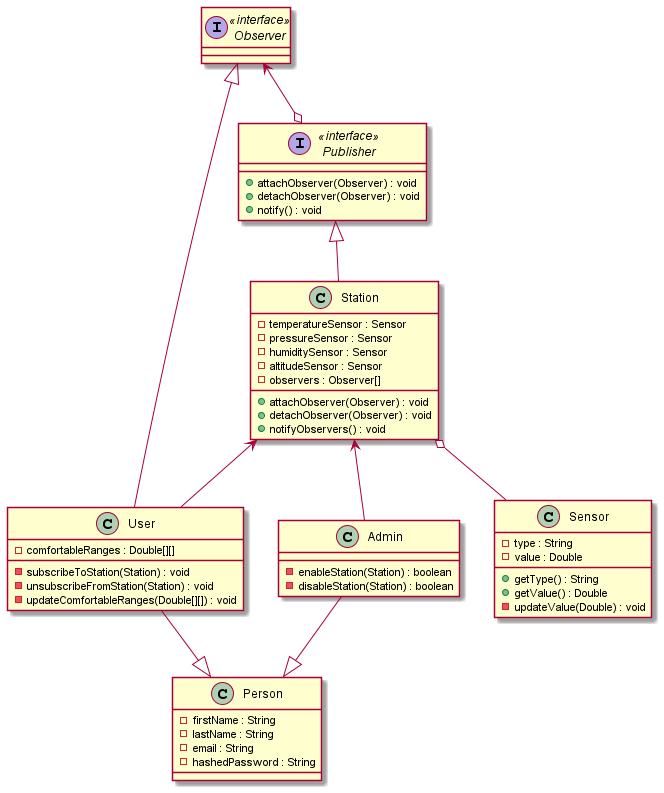 I
«interface»
Observer
I
«interface»
Publisher
attachObserver(Observer) : void
detachObserver(Observer) : void
notify() : void
C Station
temperatureSensor : Sensor
pressureSensor : Sensor
humiditySensor : Sensor
altitudeSensor : Sensor
observers : Observer[]
attachObserver(Observer) : void
detachObserver(Observer) : void
notifyObservers() : void
C User
comfortableRanges : Double[][]
subscribeToStation(Station) : void
unsubscribeFromStation(Station) : void
updateComfortableRanges(Double[][]) : void
C Admin
enableStation(Station) : boolean
disableStation(Station) : boolean
C Sensor
type : String
value : Double
getType() : String
getValue() : Double
updateValue(Double) : void
C Person
firstName : String
lastName : String
email : String
hashedPassword : String